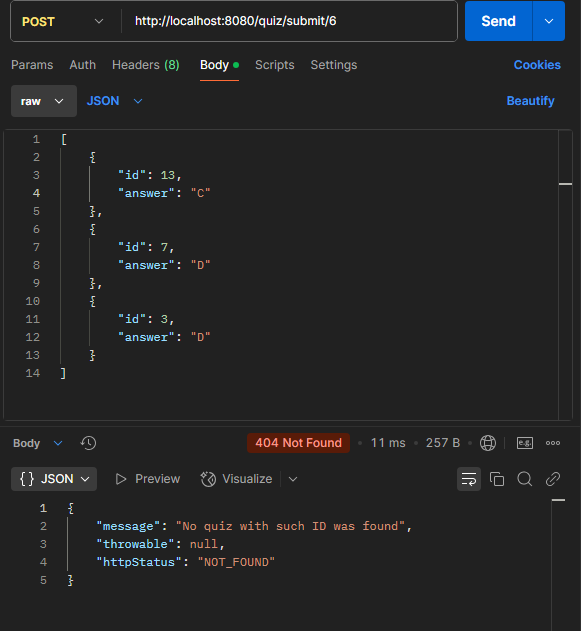 POST http://localhost:8080/quiz/submit/6 Send
Params Auth Headers (8) Body Scripts Settings Cookies
raw JSON Beautify
1 [
2 {
3 "id": 13,
4 "answer": "C"
5 },
6 {
7 "id": 7,
8 "answer": "D"
9 },
10 {
11 "id": 3,
12 "answer": "D"
13 }
14 ]
Body 404 Not Found • 11 ms • 257 B e.g.
{} JSON Preview Visualize
1 {
2 "message": "No quiz with such ID was found",
3 "throwable": null,
4 "httpStatus": "NOT_FOUND"
5 }